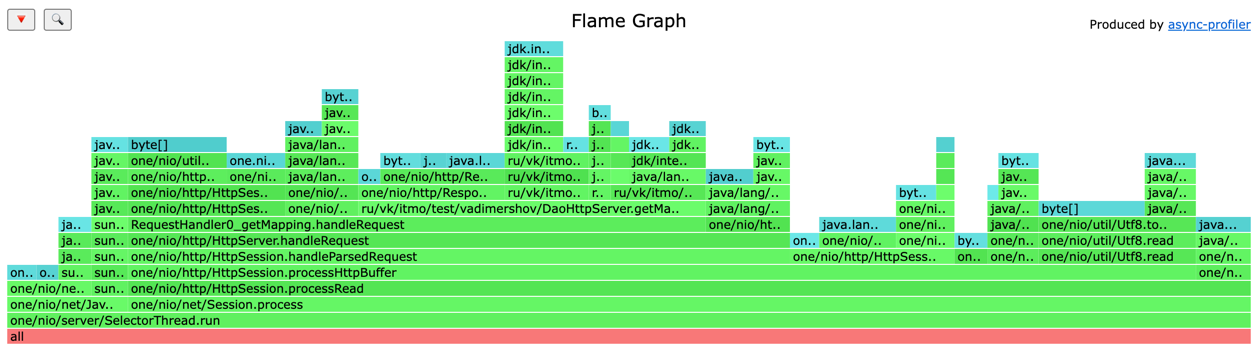 Flame Graph
Produced by async-profiler
jdk.in..
jdk/in..
jdk/in..
jdk/in..
byt.. jdk/in..
jav.. jdk/in.. b..
jav.. jav.. jdk/in.. j.. jdk..
jav.. byte[] java/lan.. jdk/in.. r.. j.. jdk.. jdk.. byt..
jav.. one/nio/util.. one.ni.. java/lan.. byt.. j.. java.l.. ru/vk/itmo.. j.. jdk/inte.. jav.. byt.. java...
jav.. one/nio/http.. one/ni.. java/lan.. o.. one/nio/http/Re.. ru/vk/itmo.. j.. java/lan.. java.. jav.. jav.. java/..
jav.. one/nio/http/HttpSes.. one/nio/.. one/nio/http/Respo.. ru/vk/itmo.. r.. ru/vk/itmo/.. java/lang/.. byt.. jav.. java/..
jav.. one/nio/http/HttpSes.. one/nio/.. ru/vk/itmo/test/vadimershov/DaoHttpServer.getMa.. java/lang/.. one/ni.. java/.. byte[] java/..
ja.. sun.. RequestHandler0_getMapping.handleRequest one/nio/ht.. java.lan.. one/ni.. java/.. one/nio/util/Utf8.to.. java...
ja.. sun.. one/nio/http/HttpServer.handleRequest on.. one/nio/.. one/ni.. by.. one/n.. one/nio/util/Utf8.read java/..
ja.. sun.. one/nio/http/HttpSession.handleParsedRequest one/nio/http/HttpSess.. on.. one/n.. one/nio/util/Utf8.read one/n..
on.. o.. su.. sun.. one/nio/http/HttpSession.processHttpBuffer one/n..
one/nio/ne.. sun.. one/nio/http/HttpSession.processRead
one/nio/net/Jav.. one/nio/net/Session.process
one/nio/server/SelectorThread.run
all